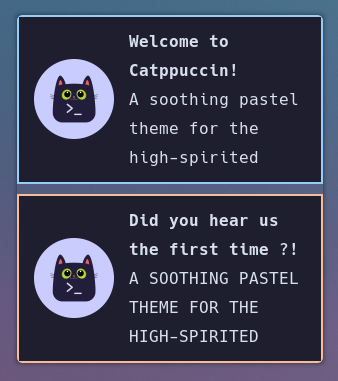 Welcome to
Catppuccin!
A soothing pastel
theme for the
high-spirited
Did you hear us
the first time ?!
A SOOTHING PASTEL
THEME FOR THE
HIGH-SPIRITED